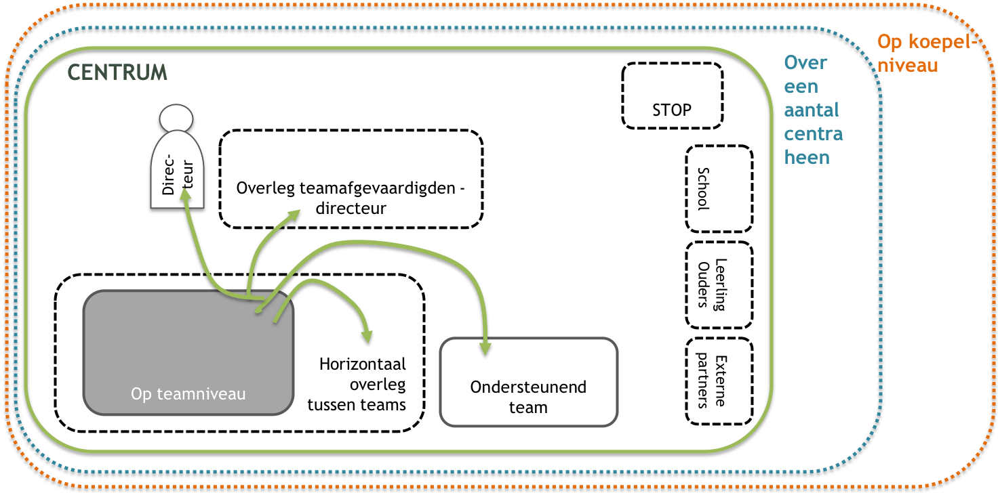 CENTRUM
Op koepel-
niveau
Over
een
aantal
centra
heen
STOP
Direc-
teur
Overleg teamafgevaardigden -
directeur
School
Leerling
Ouders
Externe
partners
Op teamniveau
Horizontaal
overleg
tussen teams
Ondersteunend
team